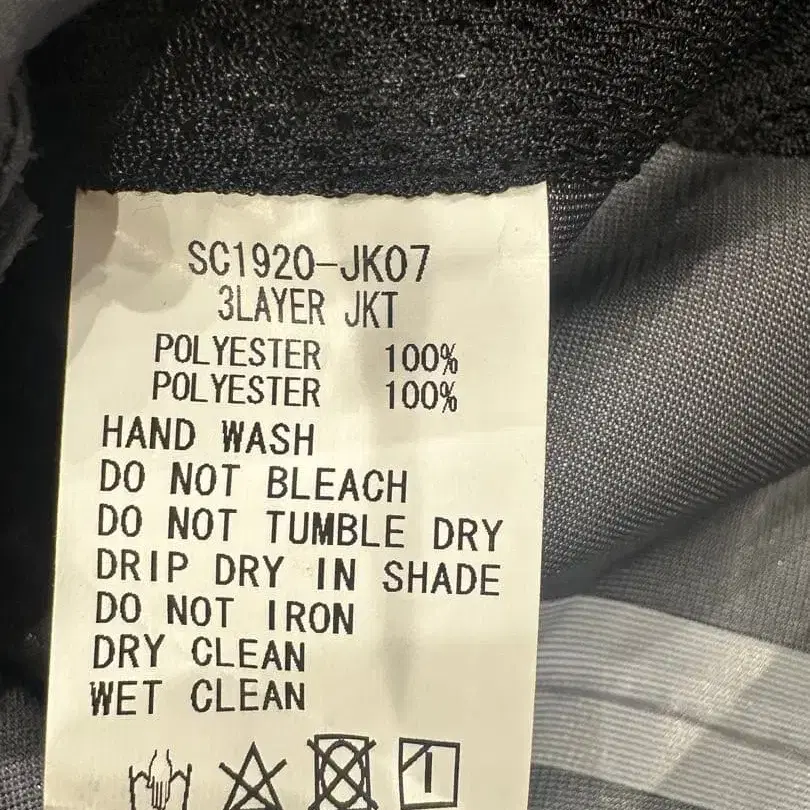 SC1920-JK07
3LAYER JKT
POLYESTER 100%
POLYESTER 100%
HAND WASH
DO NOT BLEACH
DO NOT TUMBLE DRY
DRIP DRY IN SHADE
DO NOT IRON
DRY CLEAN
WET CLEAN